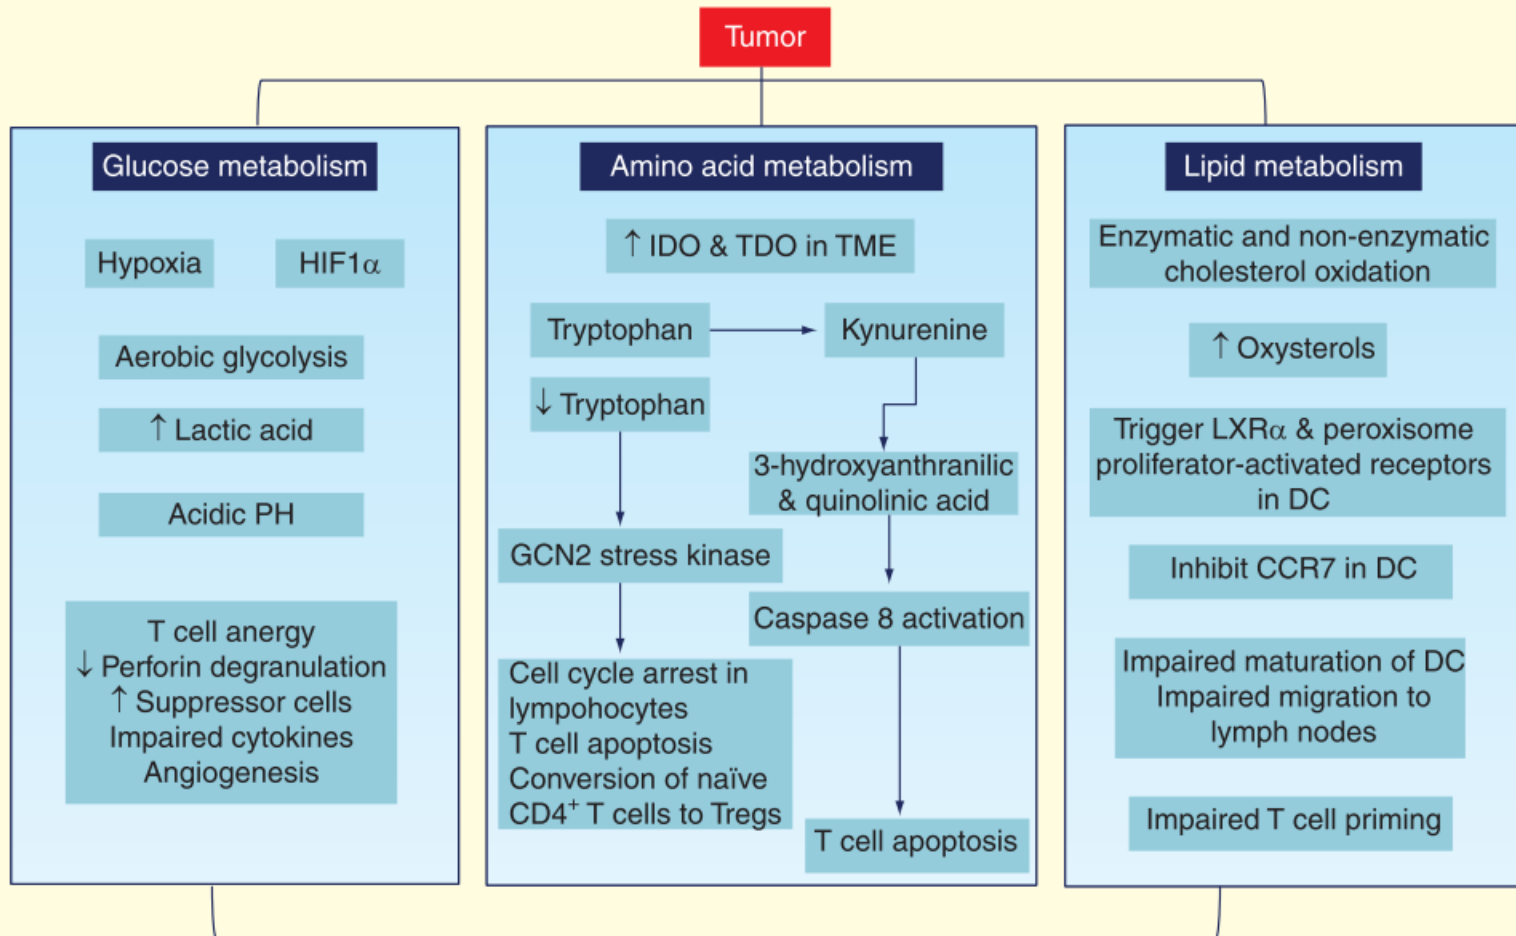 Tumor
Glucose metabolism
Hypoxia
HIF1α
Aerobic glycolysis
↑ Lactic acid
Acidic PH
T cell anergy
↓ Perforin degranulation
↑ Suppressor cells
Impaired cytokines
Angiogenesis
Amino acid metabolism
↑ IDO & TDO in TME
Tryptophan
Kynurenine
↓ Tryptophan
3-hydroxyanthranilic
& quinolinic acid
GCN2 stress kinase
Caspase 8 activation
Cell cycle arrest in
lympohocytes
T cell apoptosis
Conversion of naïve
CD4⁺ T cells to Tregs
T cell apoptosis
Lipid metabolism
Enzymatic and non-enzymatic
cholesterol oxidation
↑ Oxysterols
Trigger LXRα & peroxisome
proliferator-activated receptors
in DC
Inhibit CCR7 in DC
Impaired maturation of DC
Impaired migration to
lymph nodes
Impaired T cell priming